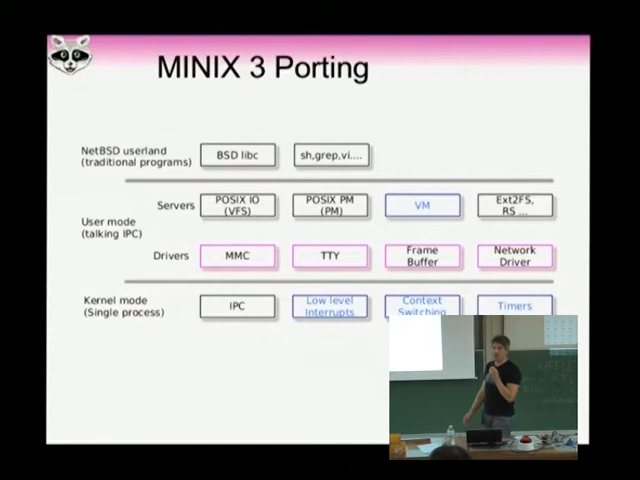 MINIX 3 Porting
NetBSD userland
(traditional programs)
BSD libc
sh,grep,vi....
Servers
POSIX IO
(VFS)
POSIX PM
(PM)
VM
Ext2FS,
RS ...
User mode
(talking IPC)
Drivers
MMC
TTY
Frame
Buffer
Network
Driver
Kernel mode
(Single process)
IPC
Low level
Interrupts
Context
Switching
Timers